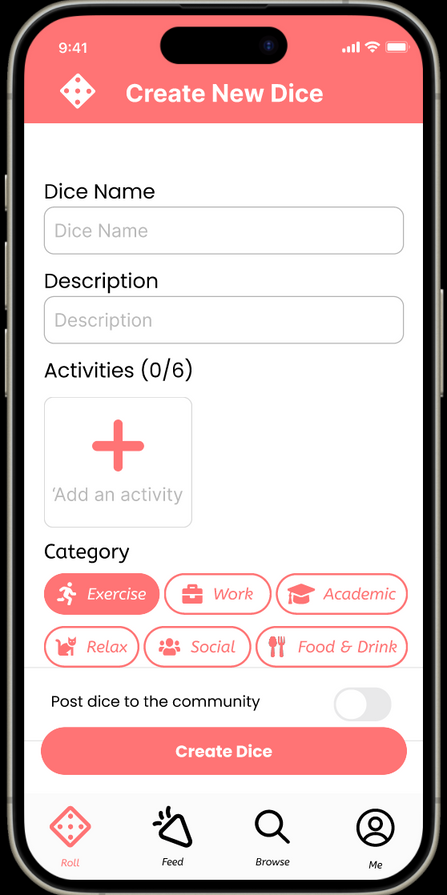 9:41
Create New Dice
Dice Name
Dice Name
Description
Description
Activities (0/6)
‘Add an activity
Category
Exercise Work Academic
Relax Social Food & Drink
Post dice to the community
Create Dice
Roll Feed Browse Me